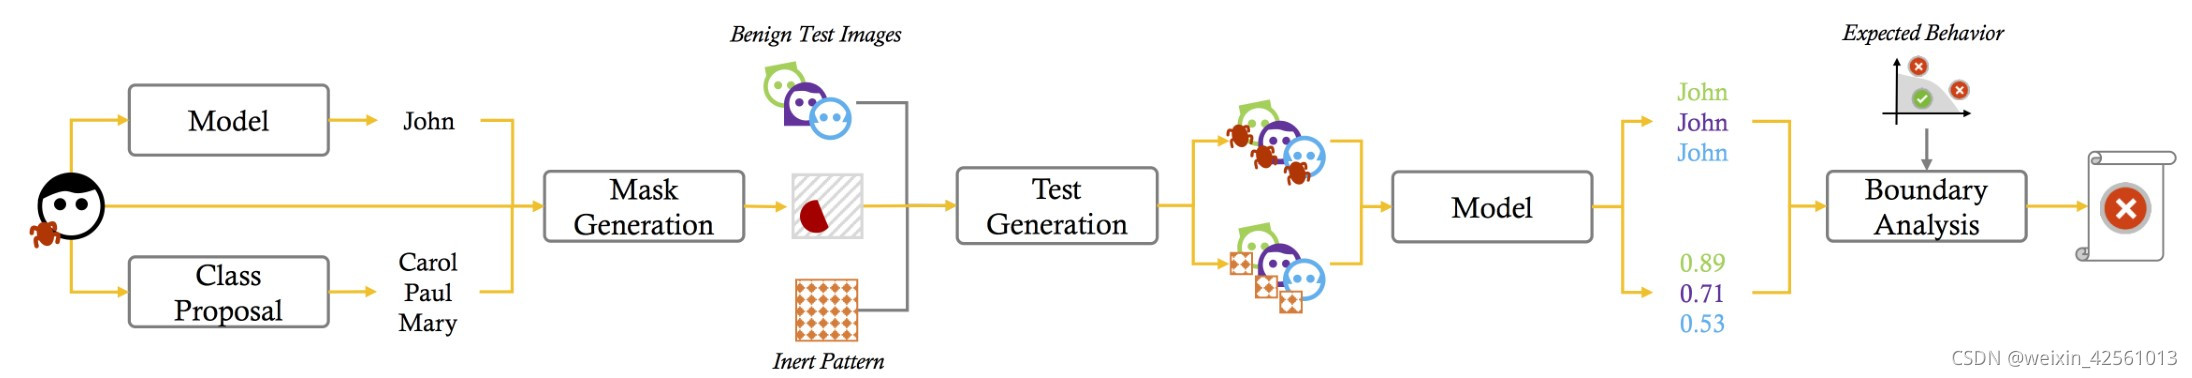 Benign Test Images
Expected Behavior
Model
John
Class
Proposal
Carol
Paul
Mary
Mask
Generation
Inert Pattern
Test
Generation
Model
John
John
John
0.89
0.71
0.53
Boundary
Analysis
CSDN @weixin_42561013